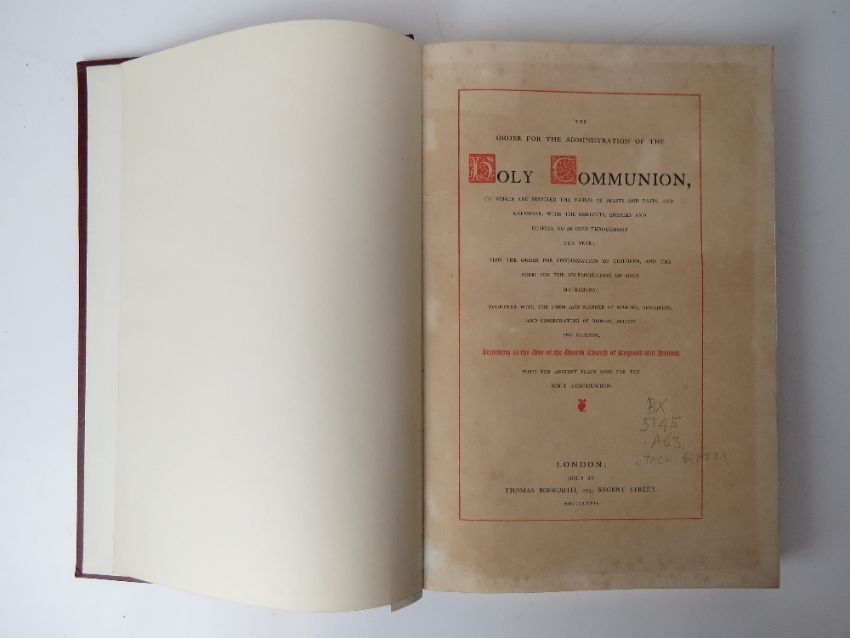 THE
ORDER FOR THE ADMINISTRATION OF THE
HOLY COMMUNION,
TO WHICH ARE PREFIXED THE TABLES OF FEASTS AND FASTS, AND
KALENDAR, WITH THE COLLECTS, EPISTLES AND
GOSPELS, TO BE USED THROUGHOUT
THE YEAR;
ALSO THE ORDER FOR CONFIRMATION OF CHILDREN, AND THE
FORM FOR THE SOLEMNIZATION OF HOLY
MATRIMONY;
TOGETHER WITH THE FORM AND MANNER OF MAKING, ORDAINING,
AND CONSECRATING OF BISHOPS, PRIESTS
AND DEACONS,
According to the Use of the United Church of England and Ireland.
WITH THE ANCIENT PLAIN SONG FOR THE
HOLY COMMUNION.
BX
5145
.A63
STACK ROOM
LONDON:
SOLD BY
THOMAS BOSWORTH, REGENT STREET.